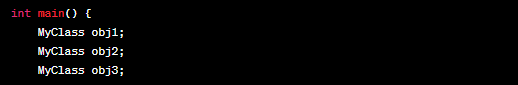 int main() {
    MyClass obj1;
    MyClass obj2;
    MyClass obj3;